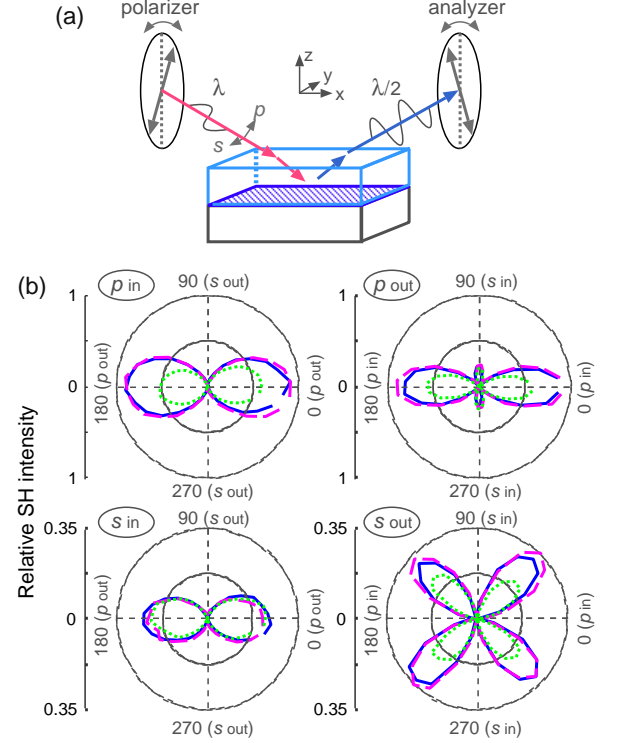 (a)
polarizer
analyzer
λ
p
s
z
y
x
λ/2
(b)
p in
90 (s out)
p out
90 (s in)
1
0
1
180 (p out)
0 (p out)
270 (s out)
1
0
1
180 (p in)
0 (p in)
270 (s in)
Relative SH intensity
s in
90 (s out)
s out
90 (s in)
0.35
0
0.35
180 (p out)
0 (p out)
270 (s out)
0.35
0
0.35
180 (p in)
0 (p in)
270 (s in)